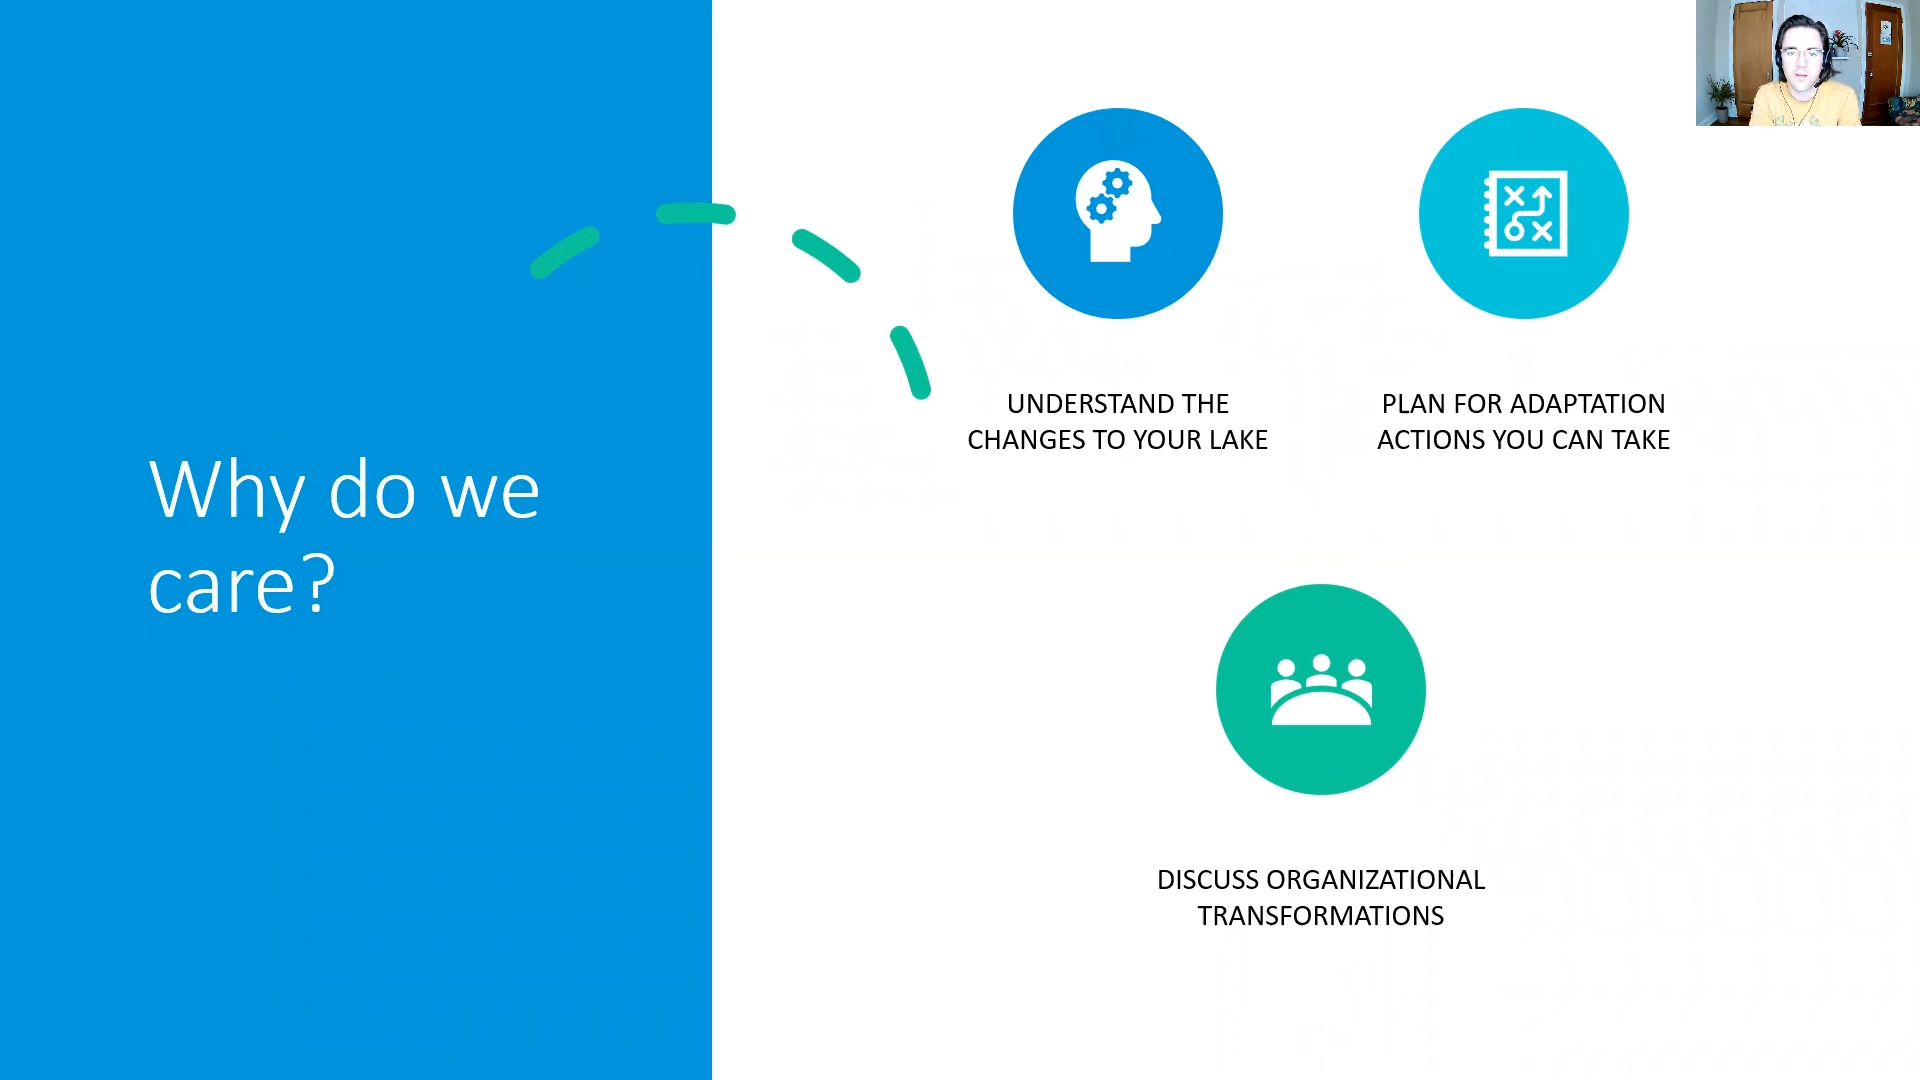 Why do we
care?
UNDERSTAND THE
CHANGES TO YOUR LAKE
PLAN FOR ADAPTATION
ACTIONS YOU CAN TAKE
DISCUSS ORGANIZATIONAL
TRANSFORMATIONS